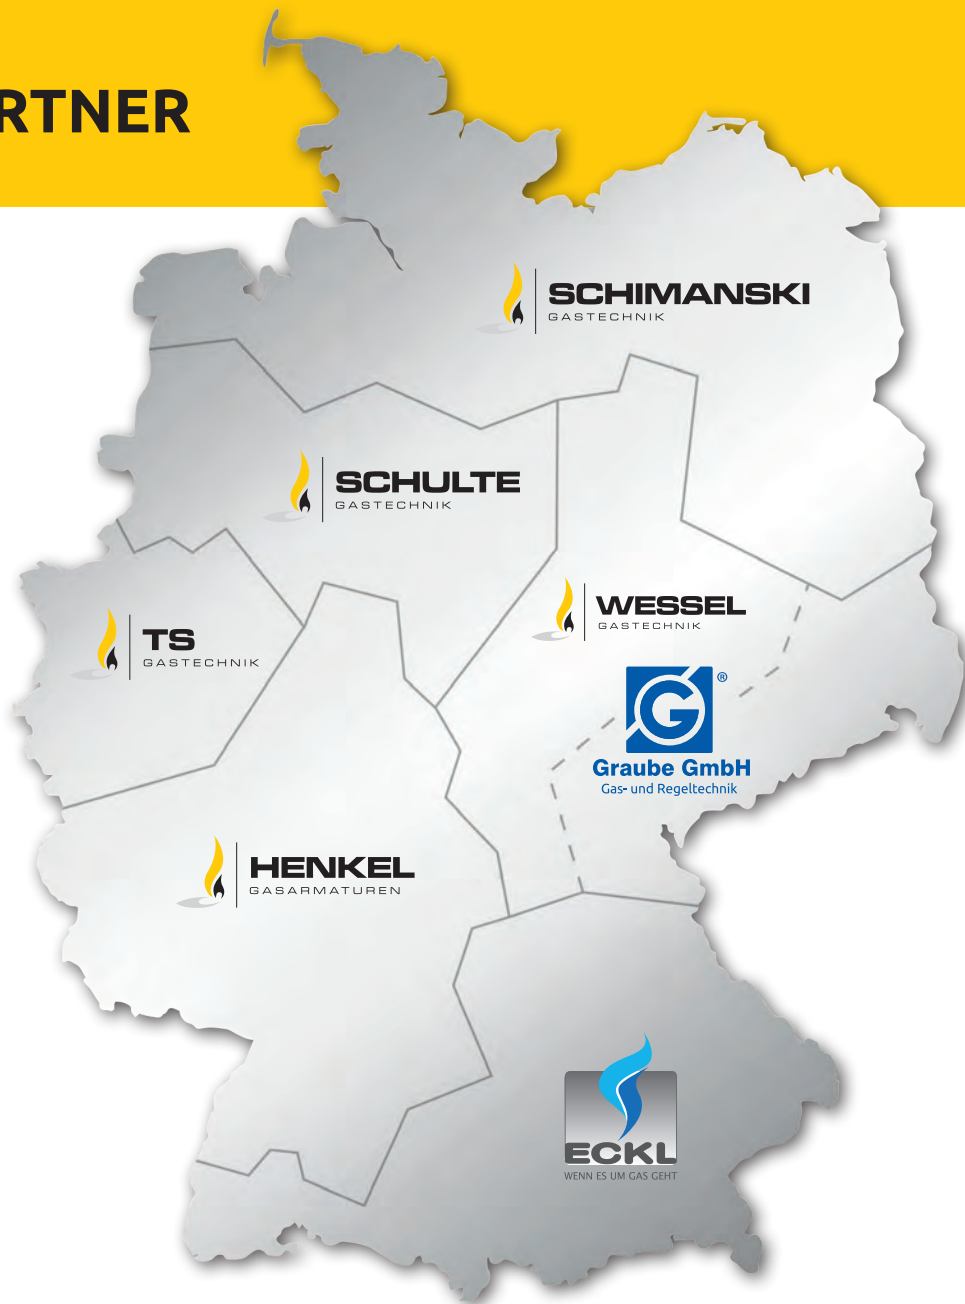 RTNER
SCHIMANSKI
GASTECHNIK
SCHULTE
GASTECHNIK
WESSEL
GASTECHNIK
TS
GASTECHNIK
G ®
Graube GmbH
Gas- und Regeltechnik
HENKEL
GASARMATUREN
ECKL
WENN ES UM GAS GEHT